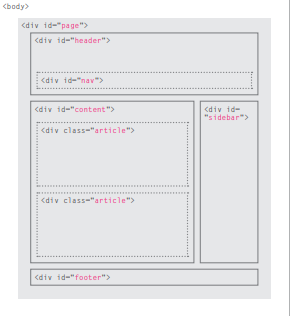 <body>
<div id="page">
<div id="header">
<div id="nav">
<div id="content">
<div class="article">
<div class="article">
<div id=
"sidebar">
<div id="footer">